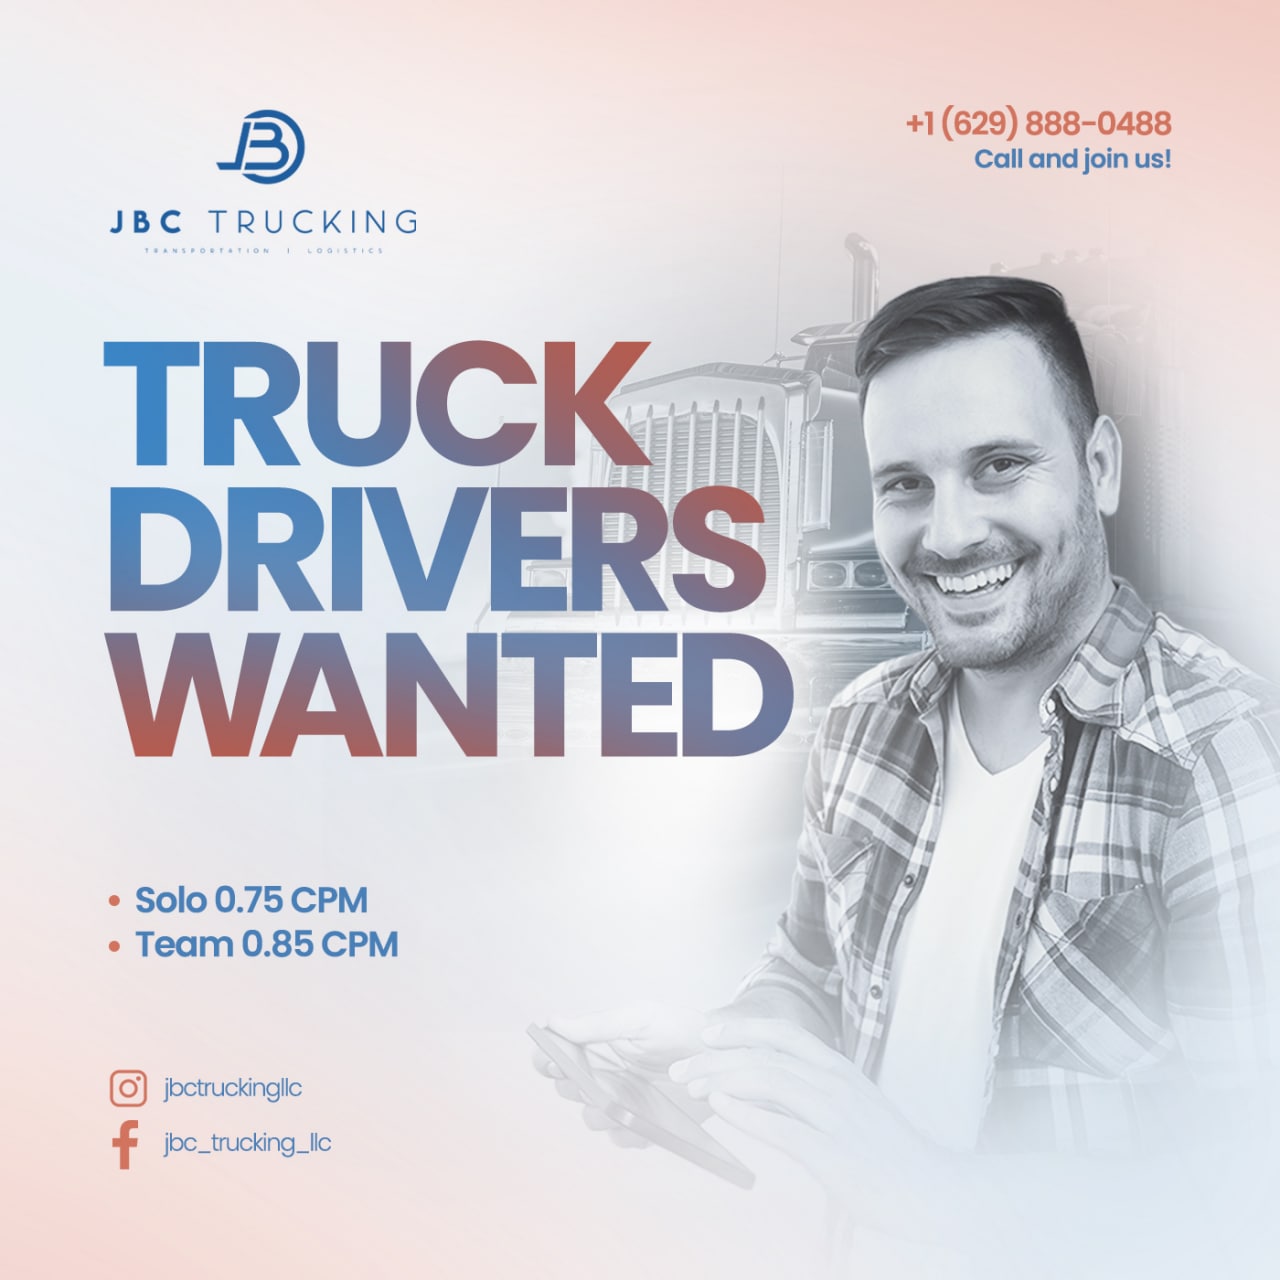 JBC TRUCKING
TRANSPORTATION | LOGISTICS
+1 (629) 888-0488
Call and join us!
TRUCK
DRIVERS
WANTED
• Solo 0.75 CPM
• Team 0.85 CPM
jbctruckingllc
jbc_trucking_llc